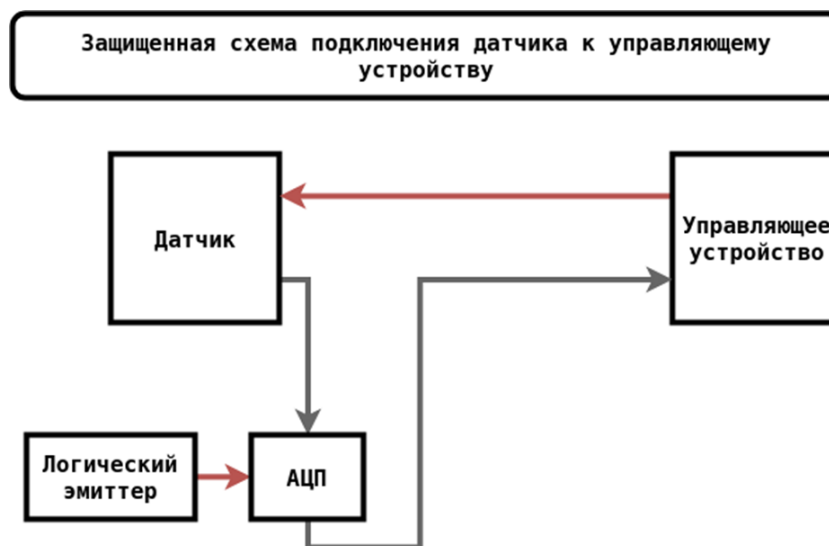 Защищенная схема подключения датчика к управляющему
устройству
Датчик
Управляющее
устройство
Логический
эмиттер
АЦП